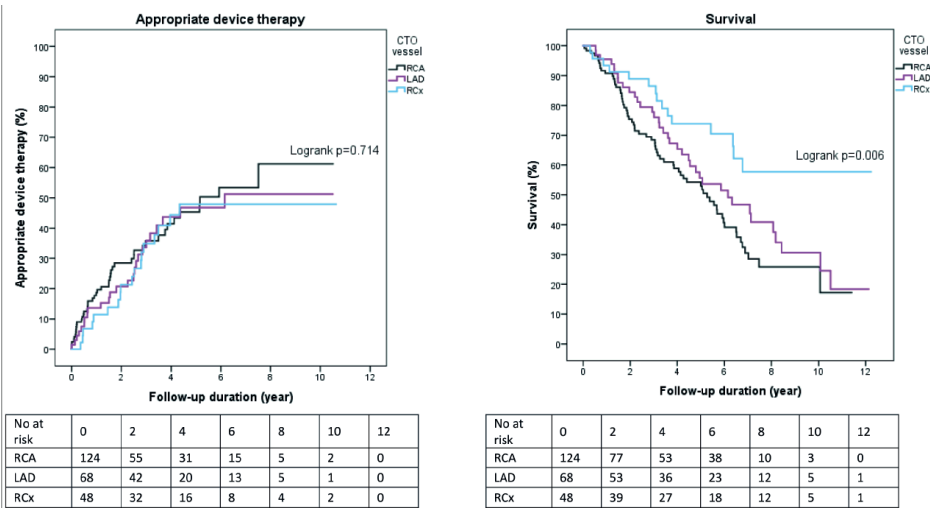 Appropriate device therapy
CTO
vessel
RCA
LAD
RCx
Logrank p=0.714
Appropriate device therapy (%)
100
90
80
70
60
50
40
30
20
10
0
0 2 4 6 8 10 12
Follow-up duration (year)
No at risk 0 2 4 6 8 10 12
RCA 124 55 31 15 5 2 0
LAD 68 42 20 13 5 1 0
RCx 48 32 16 8 4 2 0
Survival
CTO
vessel
RCA
LAD
RCx
Logrank p=0.006
Survival (%)
100
90
80
70
60
50
40
30
20
10
0
0 2 4 6 8 10 12
Follow-up duration (year)
No at risk 0 2 4 6 8 10 12
RCA 124 77 53 38 10 3 0
LAD 68 53 36 23 12 5 1
RCx 48 39 27 18 12 5 1